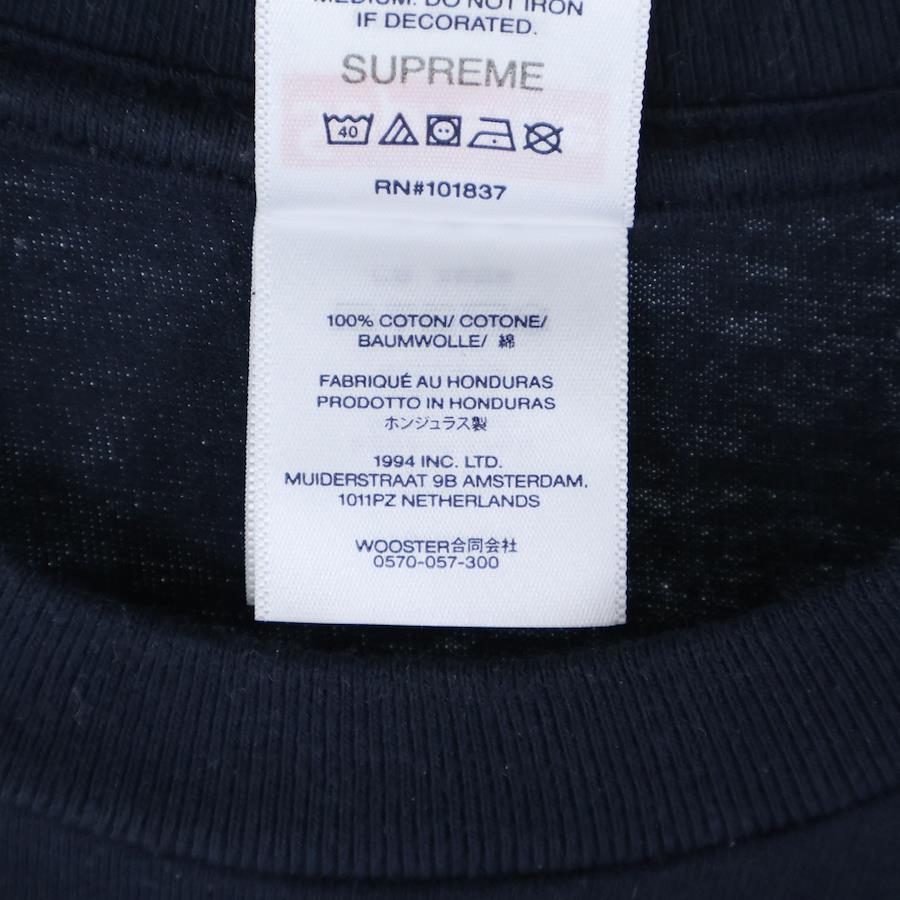 MEDIUM. DO NOT IRON
IF DECORATED.
SUPREME
40
RN#101837
100% COTON/ COTONE/
BAUMWOLLE/ 綿
FABRIQUÉ AU HONDURAS
PRODOTTO IN HONDURAS
ホンジュラス製
1994 INC. LTD.
MUIDERSTRAAT 9B AMSTERDAM,
1011PZ NETHERLANDS
WOOSTER合同会社
0570-057-300